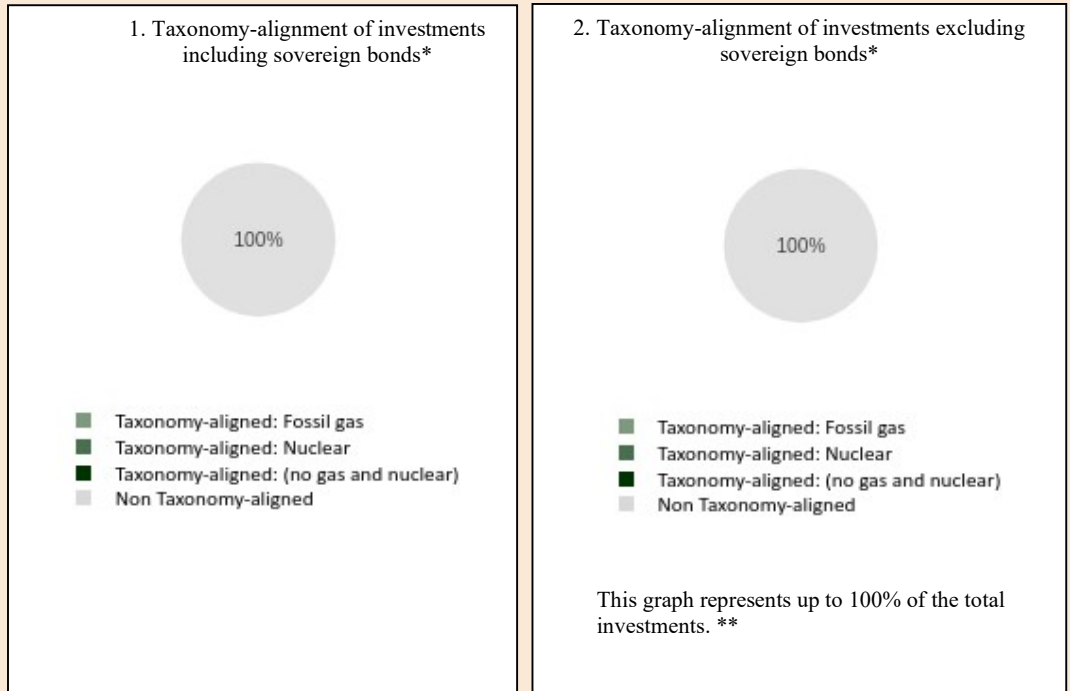 1. Taxonomy-alignment of investments
including sovereign bonds*
100%
Taxonomy-aligned: Fossil gas
Taxonomy-aligned: Nuclear
Taxonomy-aligned: (no gas and nuclear)
Non Taxonomy-aligned
2. Taxonomy-alignment of investments excluding
sovereign bonds*
100%
Taxonomy-aligned: Fossil gas
Taxonomy-aligned: Nuclear
Taxonomy-aligned: (no gas and nuclear)
Non Taxonomy-aligned
This graph represents up to 100% of the total
investments. **